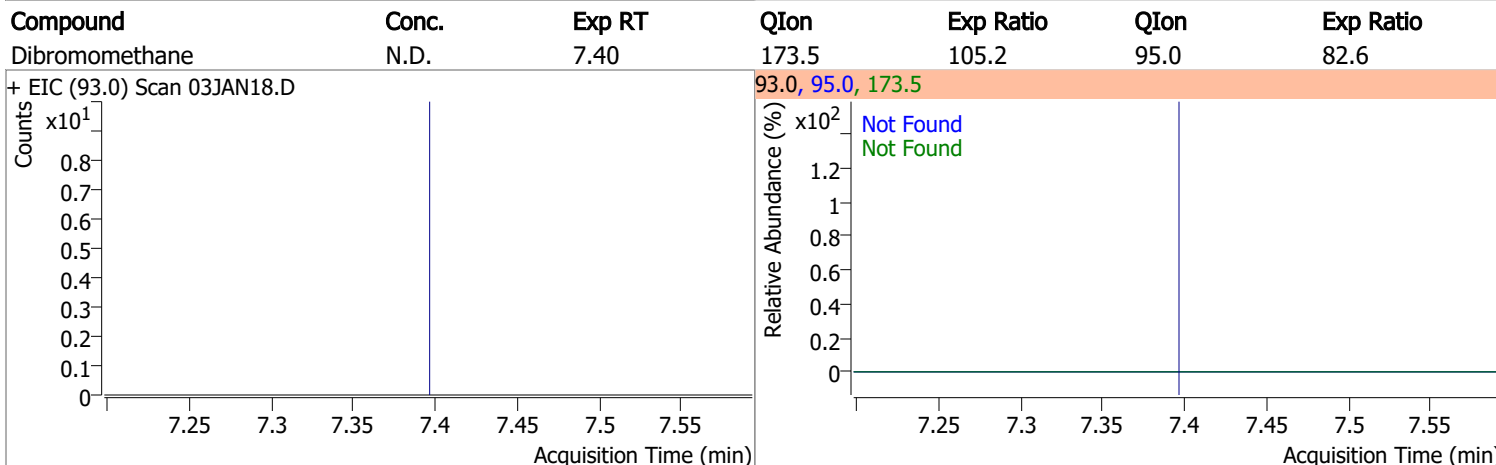 Compound Conc. Exp RT QIon Exp Ratio QIon Exp Ratio
Dibromomethane N.D. 7.40 173.5 105.2 95.0 82.6
+ EIC (93.0) Scan 03JAN18.D
Counts
x10¹
0.8
0.7
0.6
0.5
0.4
0.3
0.2
0.1
0
7.25 7.3 7.35 7.4 7.45 7.5 7.55
Acquisition Time (min)
93.0, 95.0, 173.5
Relative Abundance (%)
x10²
Not Found
Not Found
1.2
1
0.8
0.6
0.4
0.2
0
7.25 7.3 7.35 7.4 7.45 7.5 7.55
Acquisition Time (min)